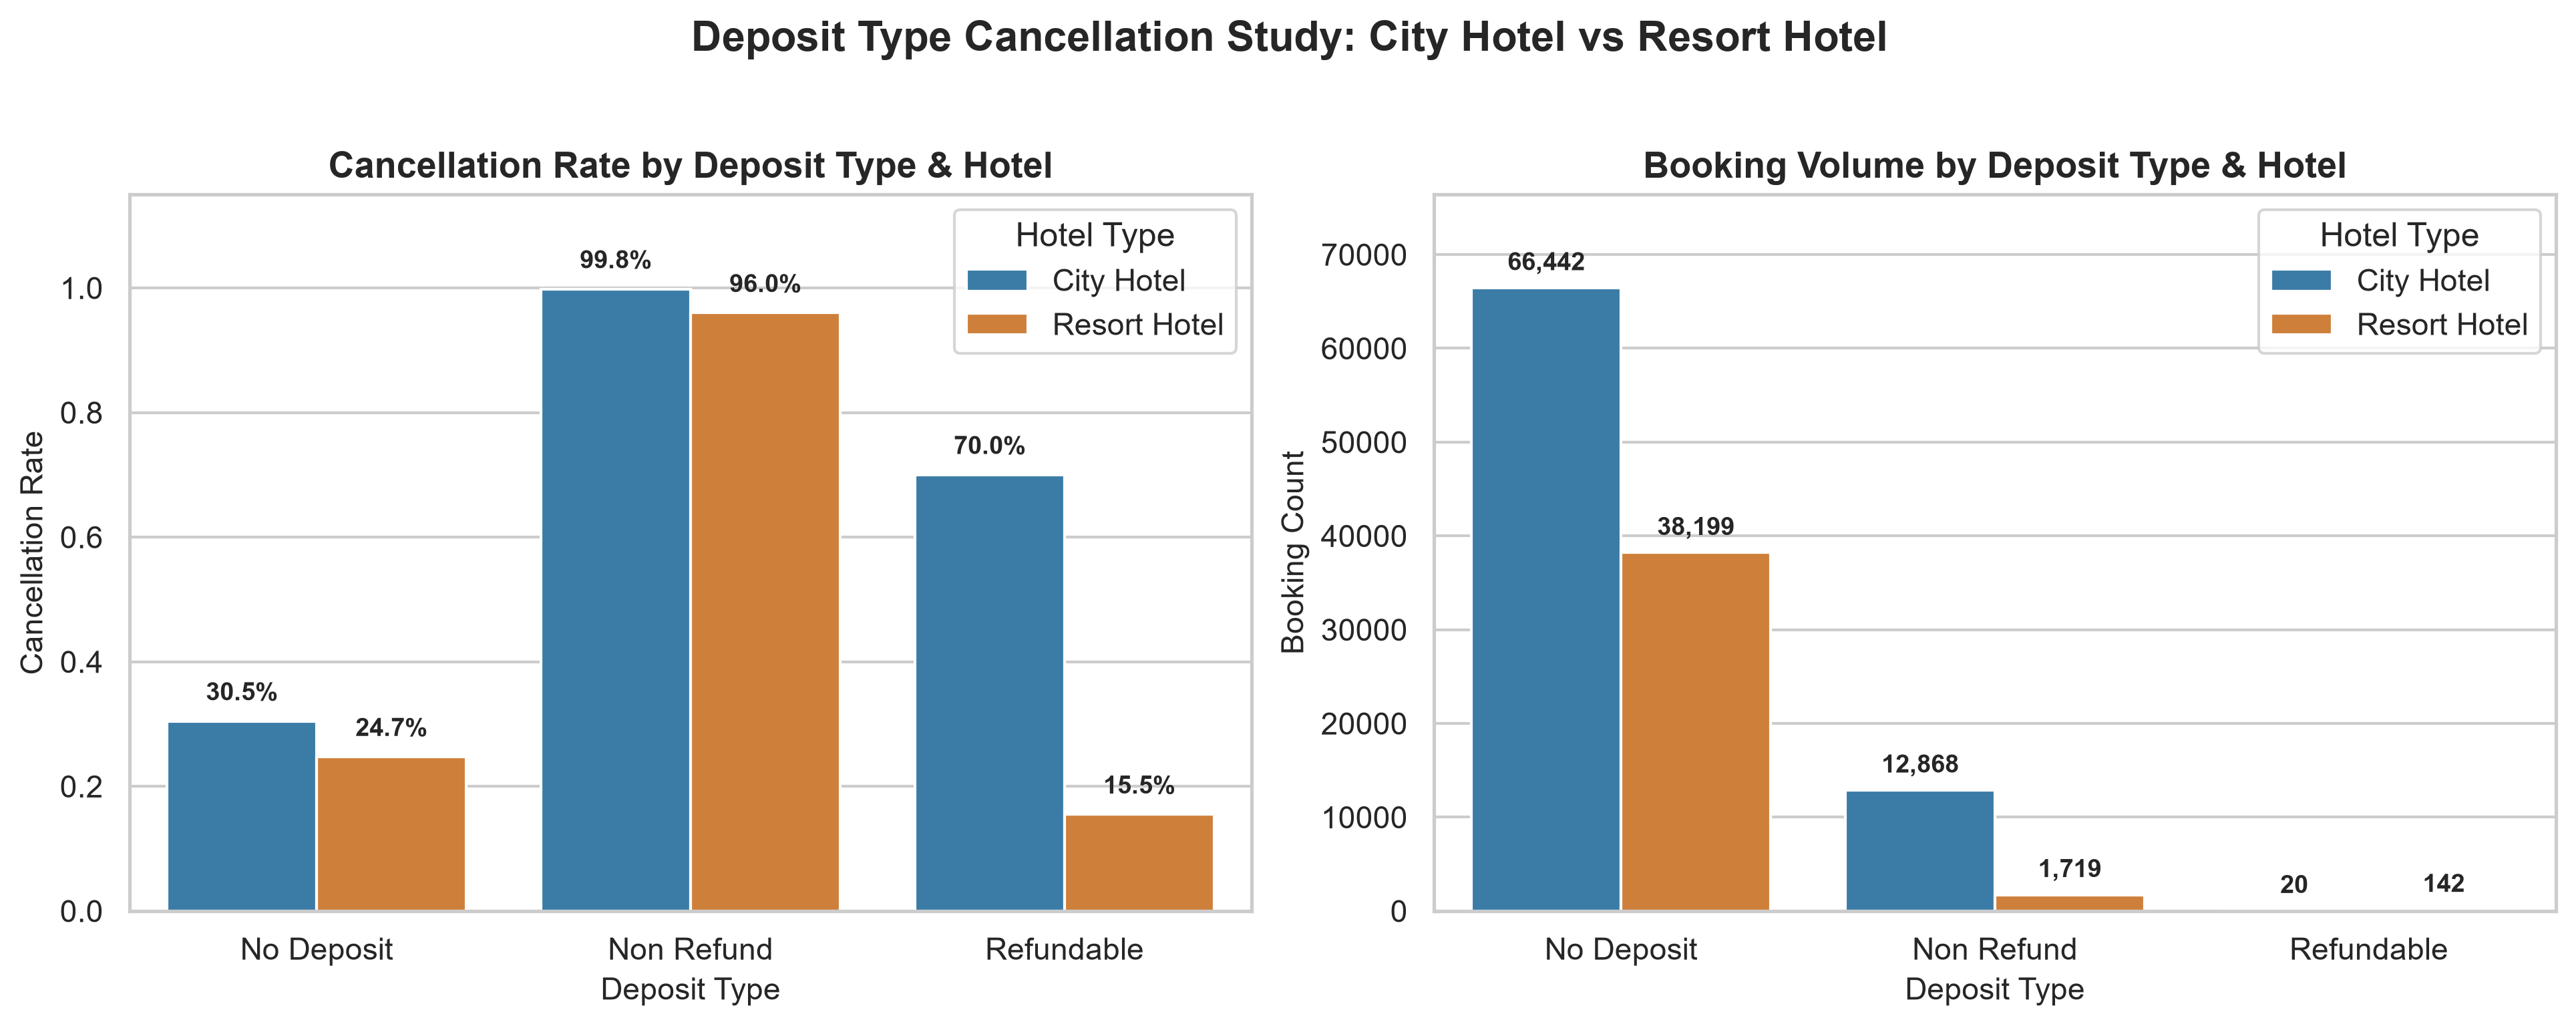 Deposit Type Cancellation Study: City Hotel vs Resort Hotel
Cancellation Rate by Deposit Type & Hotel
Hotel Type
City Hotel
Resort Hotel
99.8%
96.0%
70.0%
30.5%
24.7%
15.5%
1.0
0.8
0.6
0.4
0.2
0.0
Cancellation Rate
No Deposit
Non Refund
Refundable
Deposit Type
Booking Volume by Deposit Type & Hotel
Hotel Type
City Hotel
Resort Hotel
66,442
38,199
12,868
1,719
20
142
70000
60000
50000
40000
30000
20000
10000
0
Booking Count
No Deposit
Non Refund
Refundable
Deposit Type